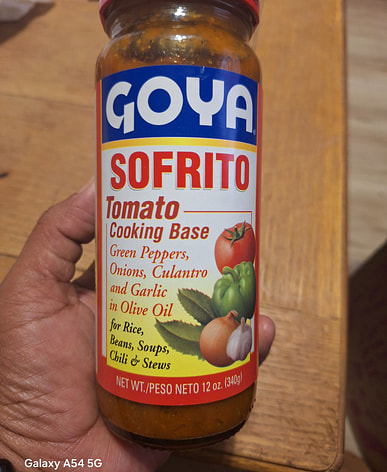 GOYA
SOFRITO
Tomato
Cooking Base
Green Peppers,
Onions, Culantro
and Garlic
in Olive Oil
for Rice,
Beans, Soups,
Chili & Stews
NET WT./PESO NETO 12 oz. (340g)
Galaxy A54 5G